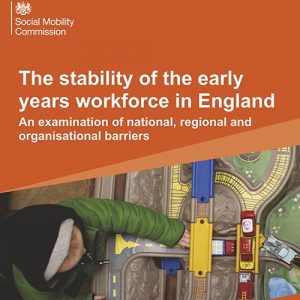 Social Mobility
Commission
The stability of the early
years workforce in England
An examination of national, regional and
organisational barriers